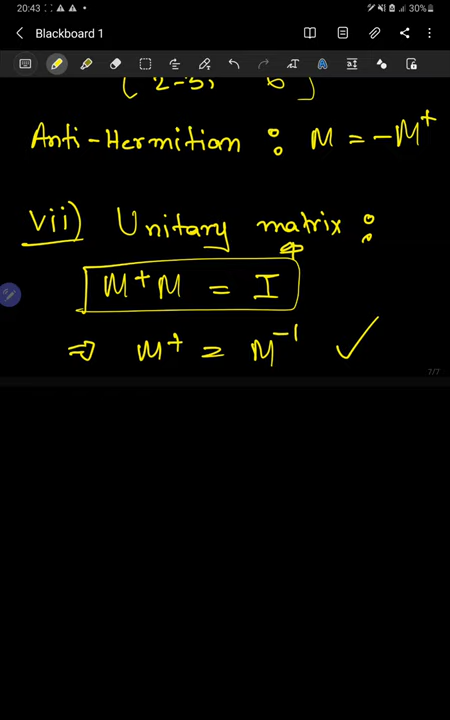 20:43
30%
Blackboard 1
Anti-Hermition : M = -M⁺
vii) Unitary matrix :
M⁺M = I
⇒ M⁺ = M⁻¹ ✓
7/7